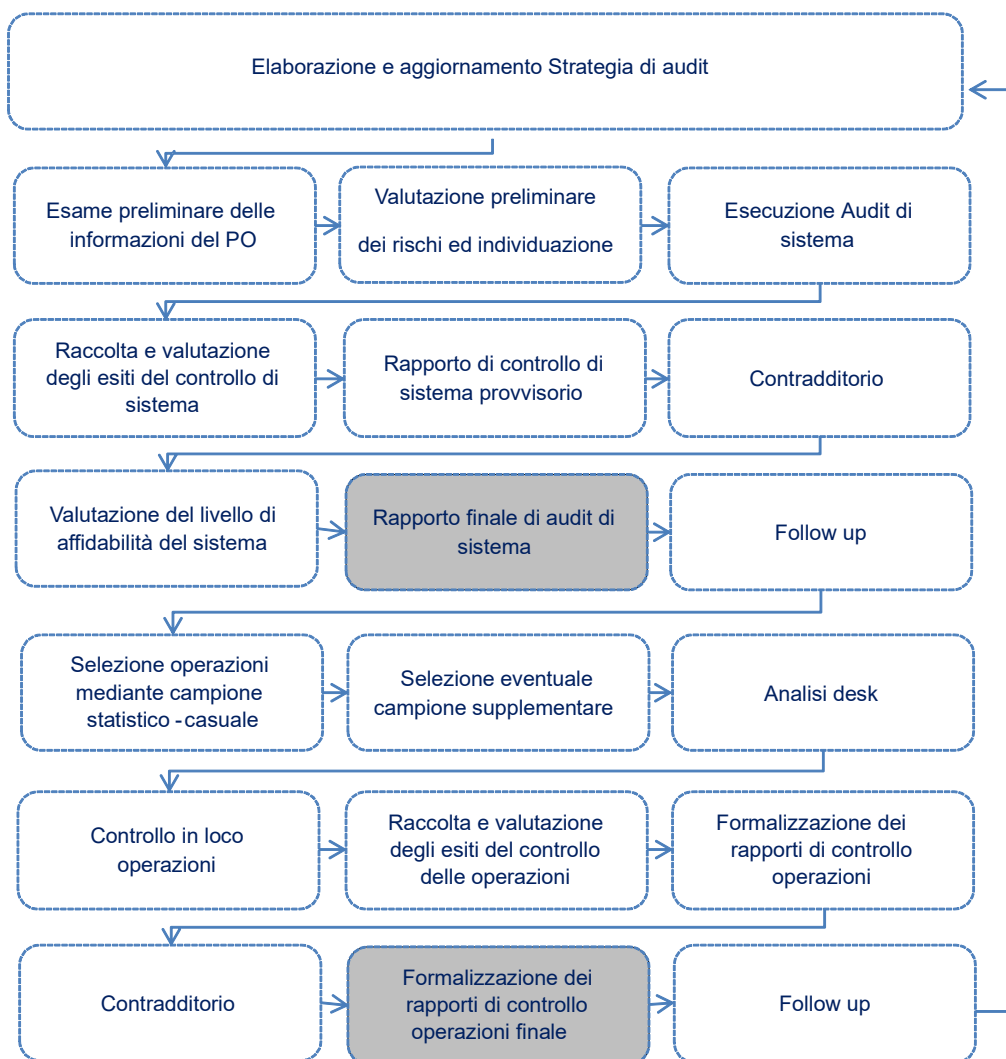 Elaborazione e aggiornamento Strategia di audit
Esame preliminare delle
informazioni del PO
Valutazione preliminare
dei rischi ed individuazione
Esecuzione Audit di
sistema
Raccolta e valutazione
degli esiti del controllo di
sistema
Rapporto di controllo di
sistema provvisorio
Contradditorio
Valutazione del livello di
affidabilità del sistema
Rapporto finale di audit di
sistema
Follow up
Selezione operazioni
mediante campione
statistico -casuale
Selezione eventuale
campione supplementare
Analisi desk
Controllo in loco
operazioni
Raccolta e valutazione
degli esiti del controllo
delle operazioni
Formalizzazione dei
rapporti di controllo
operazioni
Contradditorio
Formalizzazione dei
rapporti di controllo
operazioni finale
Follow up